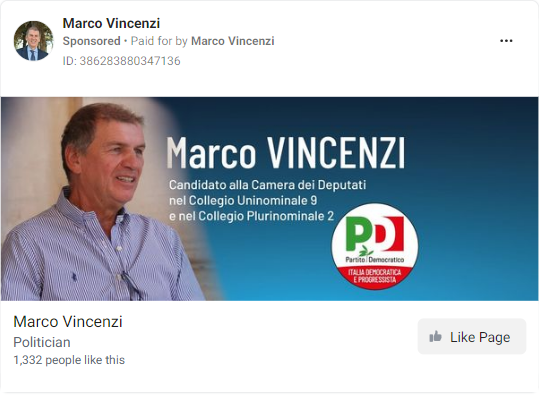 Marco Vincenzi
Sponsored • Paid for by Marco Vincenzi
ID: 386283880347136
Marco VINCENZI
Candidato alla Camera dei Deputati
nel Collegio Uninominale 9
e nel Collegio Plurinominale 2
PD
Partito Democratico
ITALIA DEMOCRATICA
E PROGRESSISTA
Marco Vincenzi
Politician
1,332 people like this
Like Page